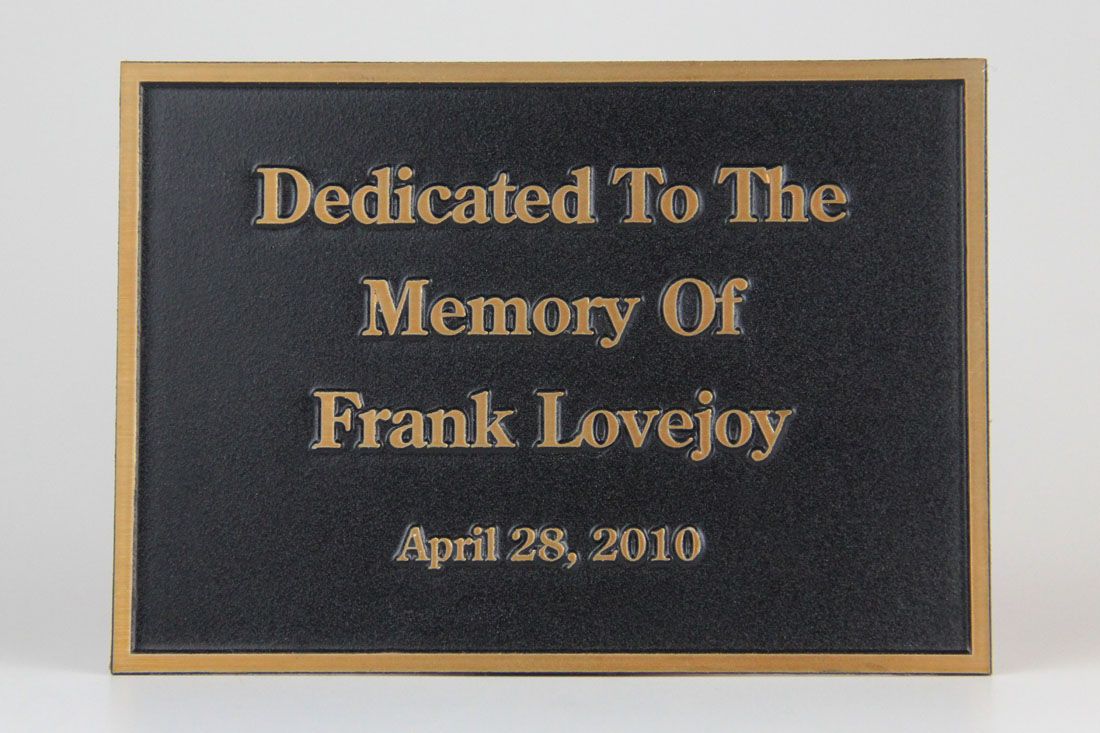 Dedicated To The
Memory Of
Frank Lovejoy
April 28, 2010